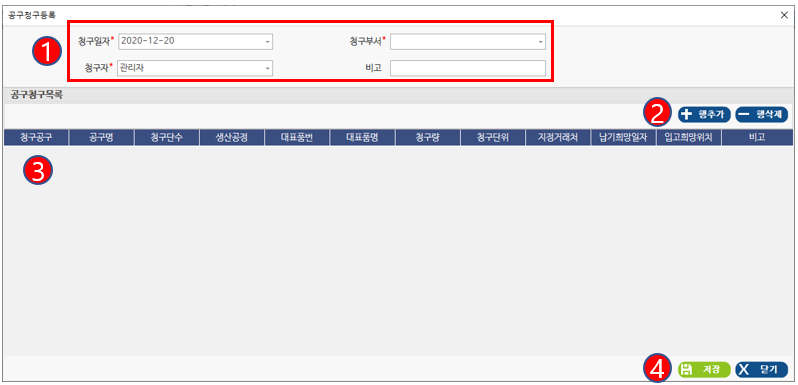 공구청구등록
1 청구일자* 2020-12-20 청구부서*
청구자* 관리자 비고
공구청구목록
2 행추가 행삭제
청구공구 공구명 청구단수 생산공정 대표품번 대표품명 청구량 청구단위 지정거래처 납기희망일자 입고희망위치 비고
3
4 저장 닫기